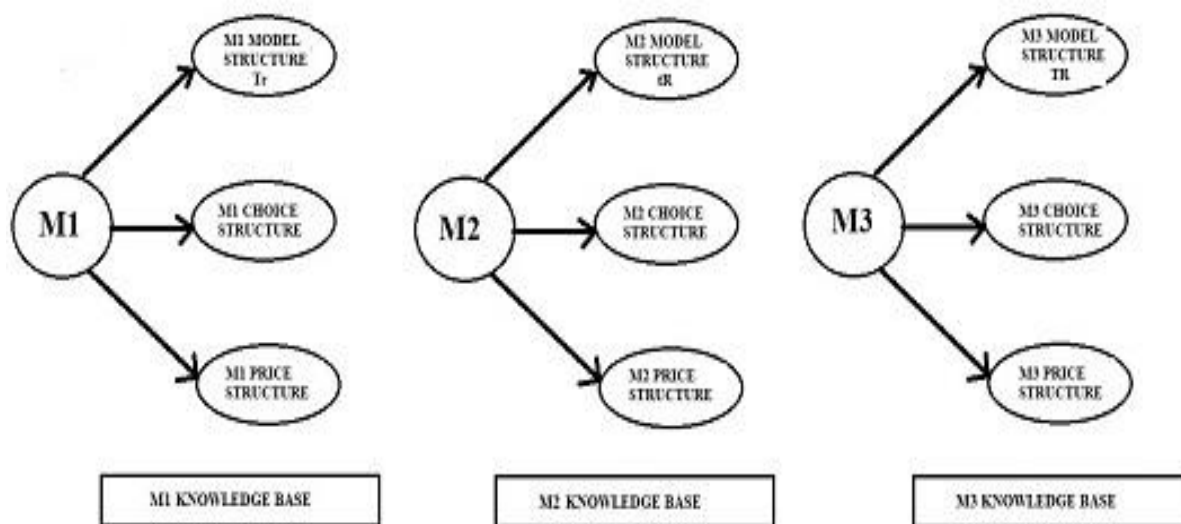 M1 MODEL
STRUCTURE
Tr
M1
M1 CHOICE
STRUCTURE
M1 PRICE
STRUCTURE
M1 KNOWLEDGE BASE
M2 MODEL
STRUCTURE
tR
M2
M2 CHOICE
STRUCTURE
M2 PRICE
STRUCTURE
M2 KNOWLEDGE BASE
M3 MODEL
STRUCTURE
TR
M3
M3 CHOICE
STRUCTURE
M3 PRICE
STRUCTURE
M3 KNOWLEDGE BASE